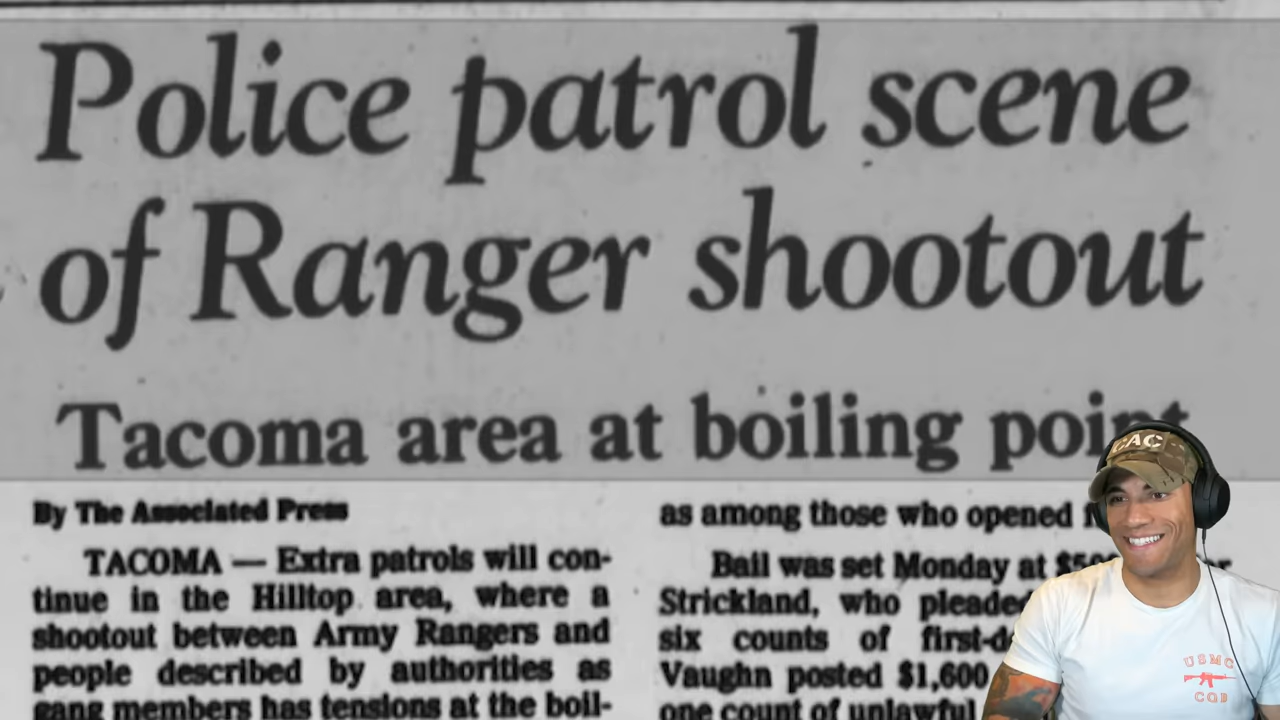 Police patrol scene
of Ranger shootout
Tacoma area at boiling point
By The Associated Press
TACOMA — Extra patrols will con-
tinue in the Hilltop area, where a
shootout between Army Rangers and
people described by authorities as
gang members has tensions at the boil-
as among those who opened
Bail was set Monday at
Strickland, who pleaded
six counts of
Vaughn posted $1,600
one count of unlawful
CAC
USMC
CQB